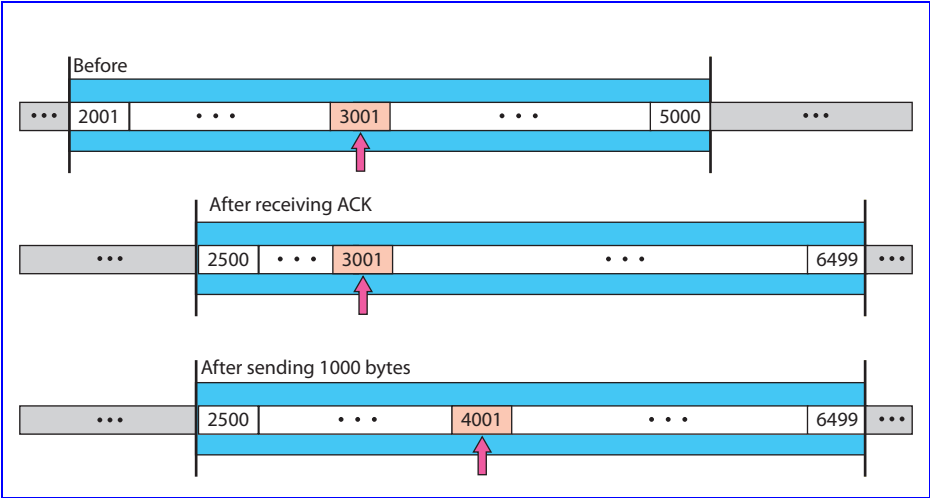 Before
••• 2001 • • • 3001 • • • 5000 •••
After receiving ACK
••• 2500 • • • 3001 • • • 6499 •••
After sending 1000 bytes
••• 2500 • • • 4001 • • • 6499 •••